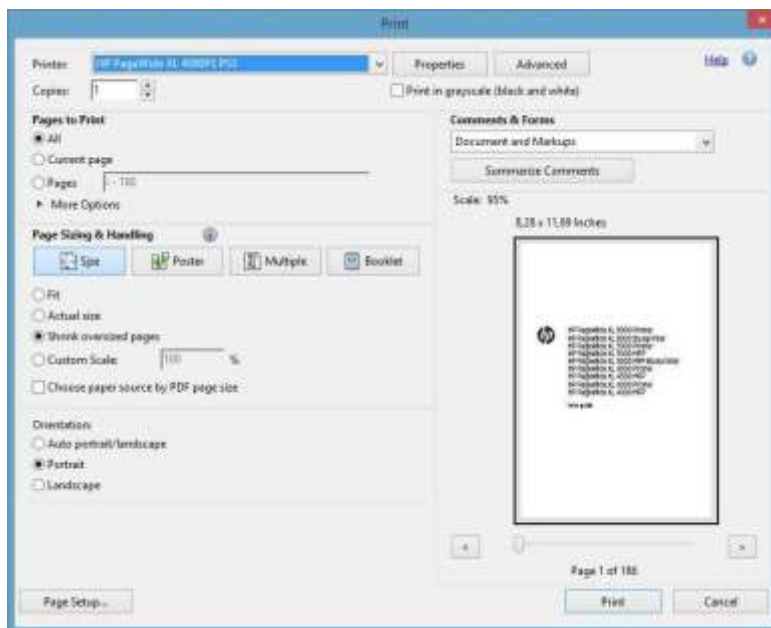 Print
Printer: HP PageWide XL 4000PS PS3 Properties Advanced Help
Copies: 1 Print in grayscale (black and white)
Pages to Print
All
Current page
Pages
More Options
Comments & Forms
Document and Markups
Summarize Comments
Scale: 95%
8,28 x 11,69 Inches
Page Sizing & Handling
Size Poster Multiple Booklet
Fit
Actual size
Shrink oversized pages
Custom Scale: 100 %
Choose paper source by PDF page size
Orientation:
Auto portrait/landscape
Portrait
Landscape
hp
< >
Page 1 of 186
Page Setup... Print Cancel